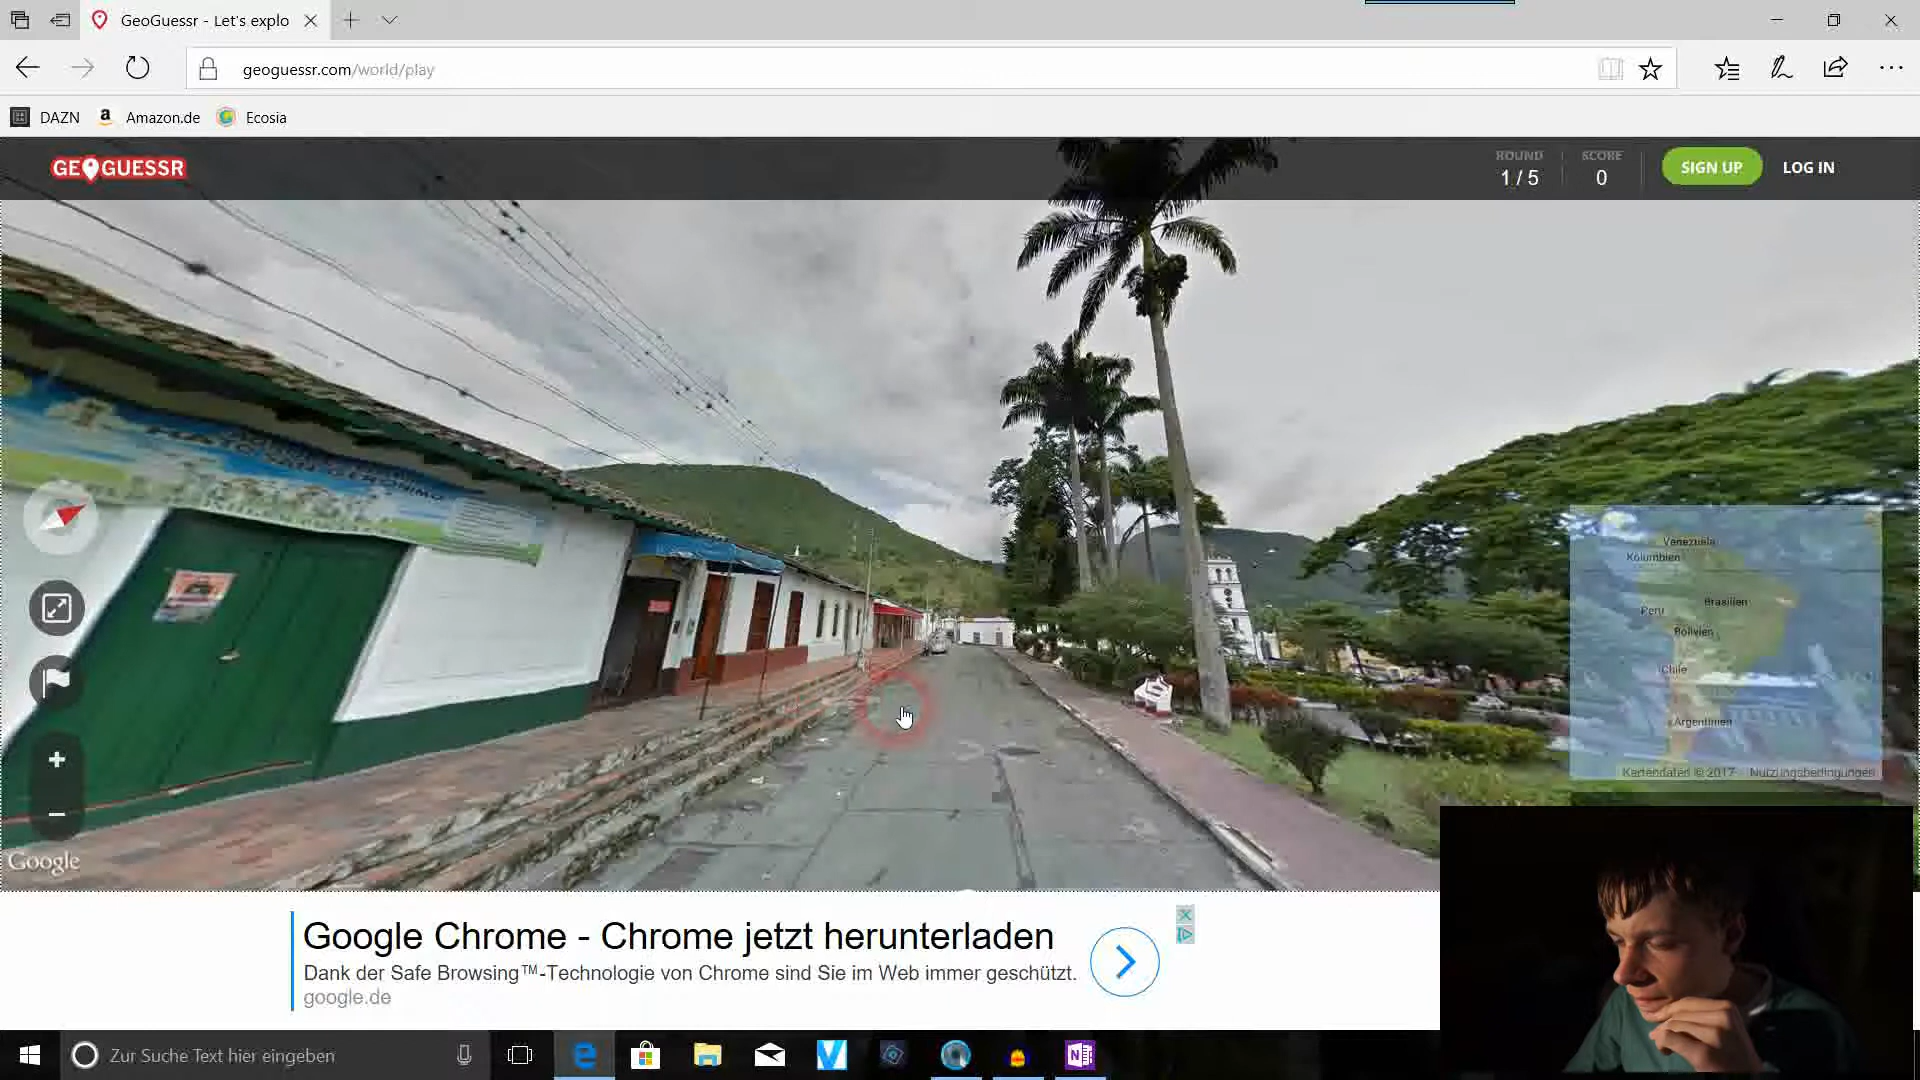 GeoGuessr - Let's explo
geoguessr.com/world/play
DAZN
Amazon.de
Ecosia
GEOGUESSR
ROUND
1 / 5
SCORE
0
SIGN UP
LOG IN
Venezuela
Kolumbien
Brasilien
Peru
Bolivien
Chile
Argentinien
Kartendaten © 2017
Nutzungsbedingungen
Google
Google Chrome - Chrome jetzt herunterladen
Dank der Safe Browsing™-Technologie von Chrome sind Sie im Web immer geschützt.
google.de
Zur Suche Text hier eingeben